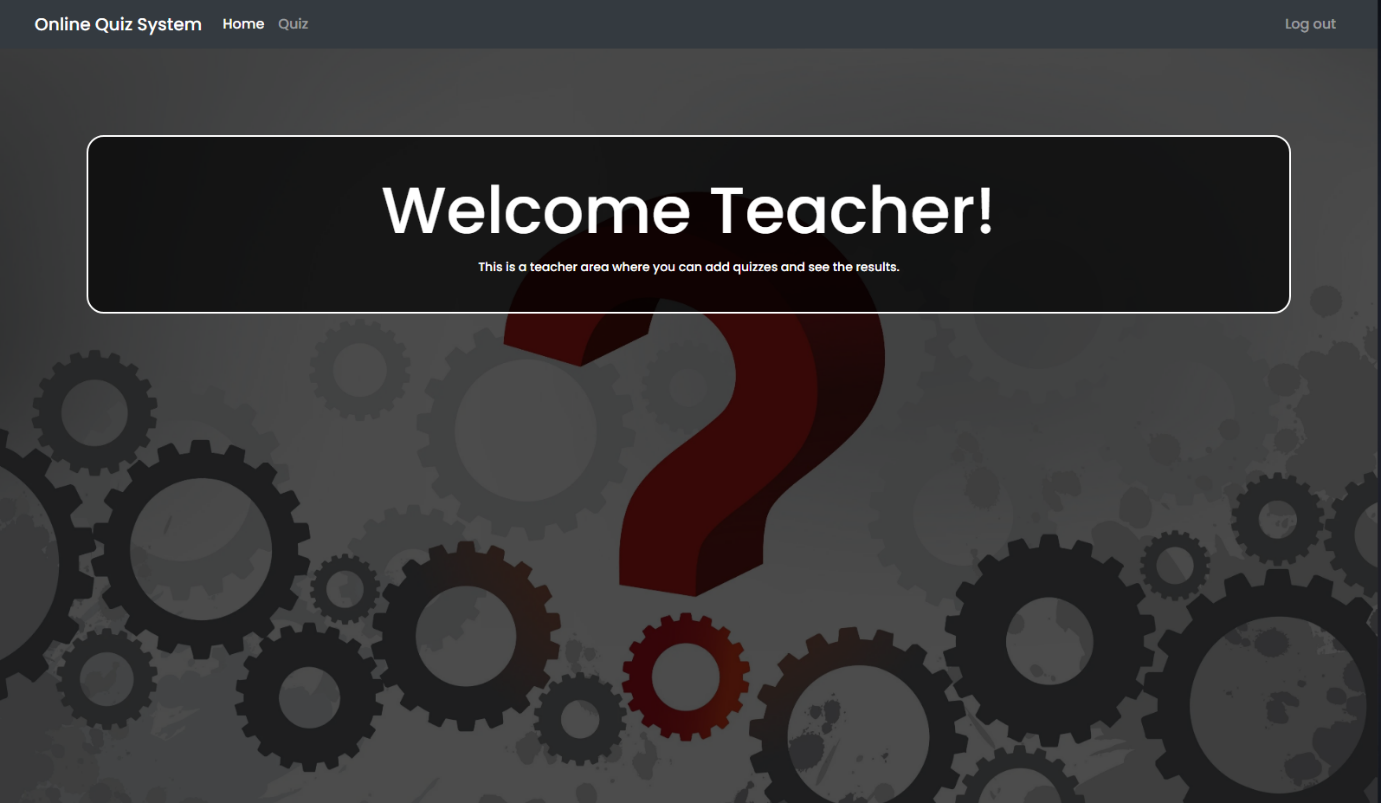 Online Quiz System Home Quiz Log out
Welcome Teacher!
This is a teacher area where you can add quizzes and see the results.